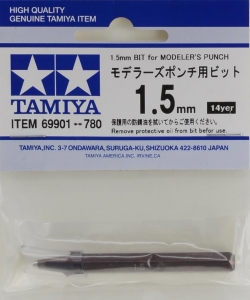 HIGH QUALITY
GENUINE TAMIYA TOOLS
1.5mm BIT for MODELER'S PUNCH
モデラーズポンチ用ビット
TAMIYA
1.5mm
14yer
ITEM 69901 ••• 780
保護用の防錆油を拭いてからご使用ください。
Remove protective oil from bit before use.
TAMIYA, INC. 3-7 ONDAWARA, SURUGA-KU, SHIZUOKA 422-8610 JAPAN
TAMIYA AMERICA INC. IRVINE, CA